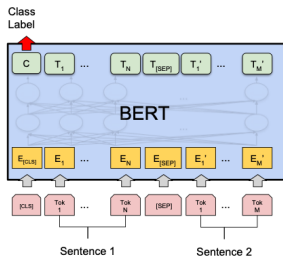 Class
Label
C T1 ... TN T[SEP] T1' ... TM'
BERT
E[CLS] E1 ... EN E[SEP] E1' ... EM'
[CLS] Tok 1 ... Tok N [SEP] Tok 1 ... Tok M
Sentence 1 Sentence 2